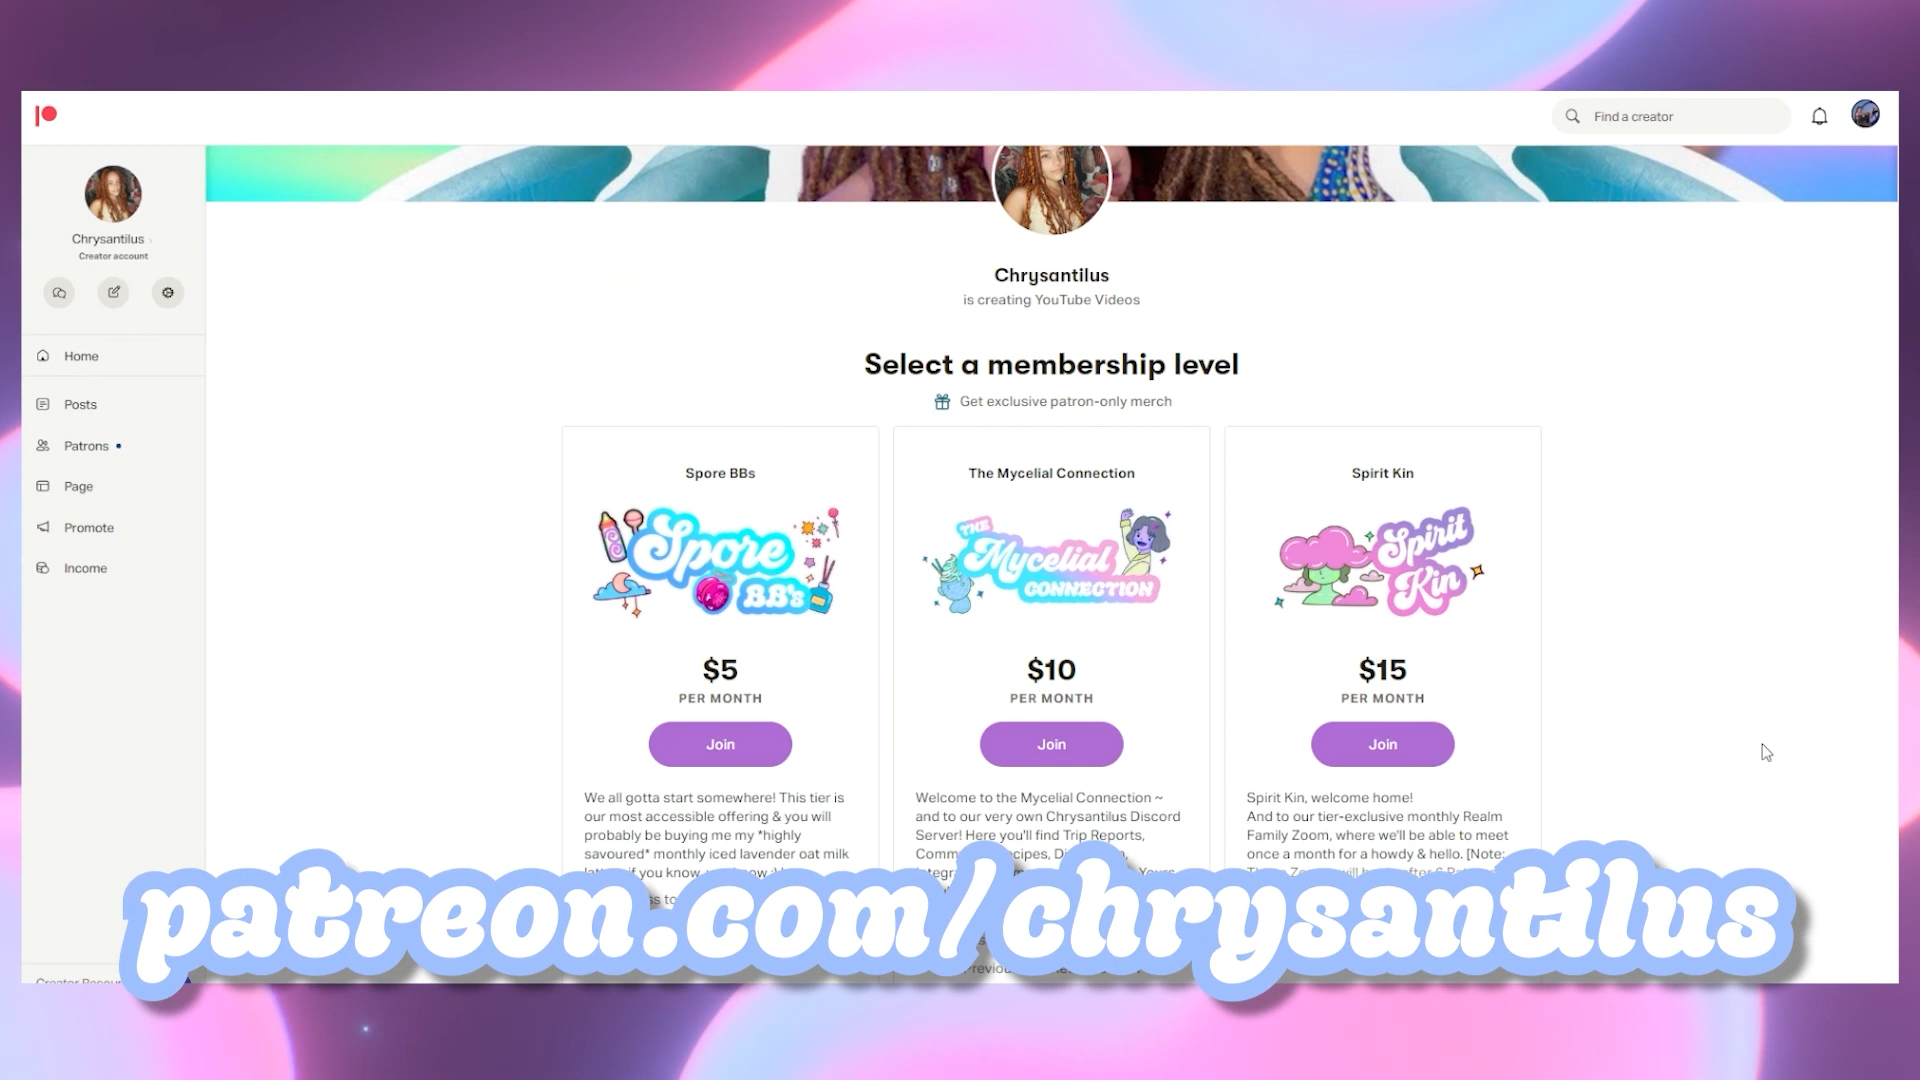 Find a creator
Chrysantilus
Creator account
Home
Posts
Patrons
Page
Promote
Income
Chrysantilus
is creating YouTube Videos
Select a membership level
Get exclusive patron-only merch
Spore BBs
Spore
BB's
$5
PER MONTH
Join
We all gotta start somewhere! This tier is
our most accessible offering & you will
probably be buying me my *highly
savoured* monthly iced lavender oat milk
if you know
The Mycelial Connection
THE
Mycelial
CONNECTION
$10
PER MONTH
Join
Welcome to the Mycelial Connection ~
and to our very own Chrysantilus Discord
Server! Here you'll find Trip Reports,
Spirit Kin
Spirit
Kin
$15
PER MONTH
Join
Spirit Kin, welcome home!
And to our tier-exclusive monthly Realm
Family Zoom, where we'll be able to meet
once a month for a howdy & hello. [Note:
patreon.com/chrysantilus